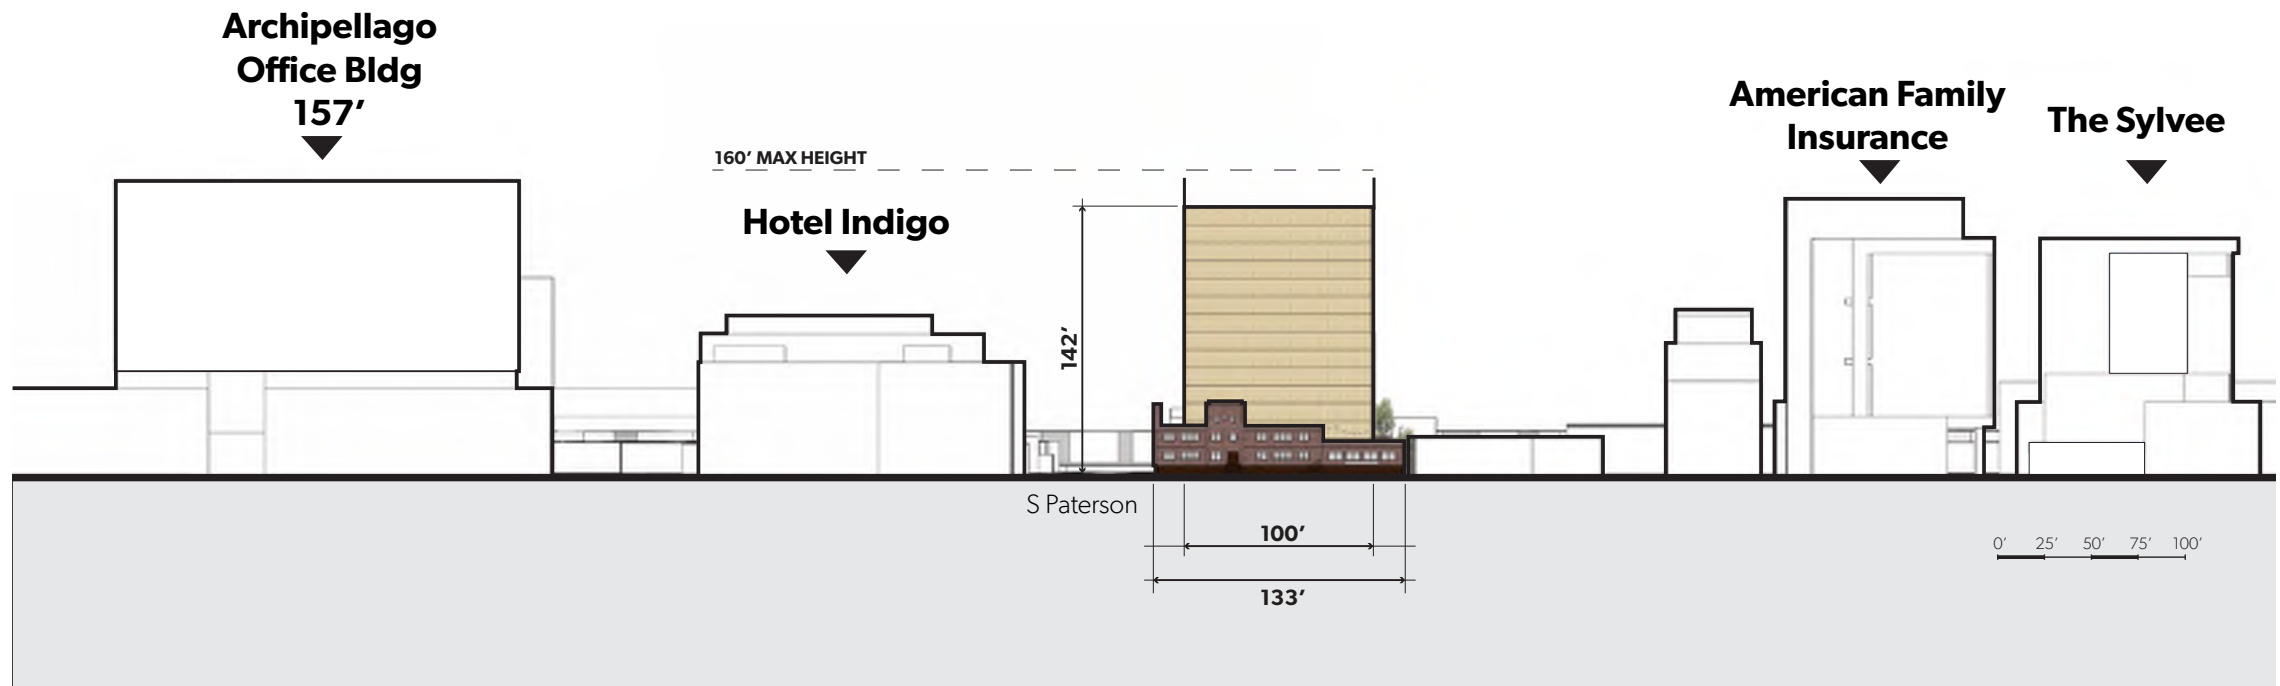 Archipellago
Office Bldg
157’
160’ MAX HEIGHT
Hotel Indigo
American Family
Insurance
The Sylvee
142’
S Paterson
100’
133’
0’ 25’ 50’ 75’ 100’